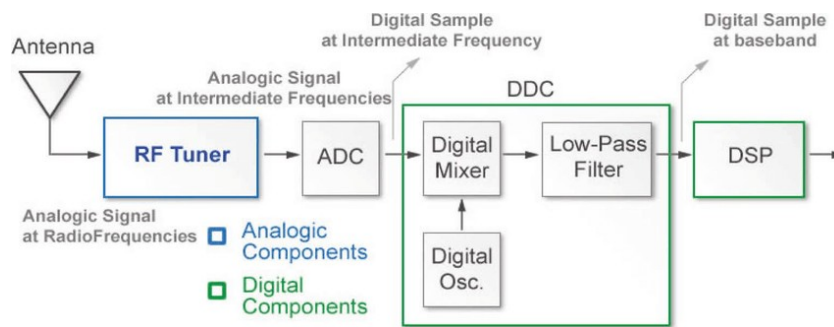 Antenna
Digital Sample
at Intermediate Frequency
Digital Sample
at baseband
Analogic Signal
at Intermediate Frequencies
DDC
RF Tuner
ADC
Digital
Mixer
Low-Pass
Filter
DSP
Analogic Signal
at RadioFrequencies
Analogic
Components
Digital
Osc.
Digital
Components